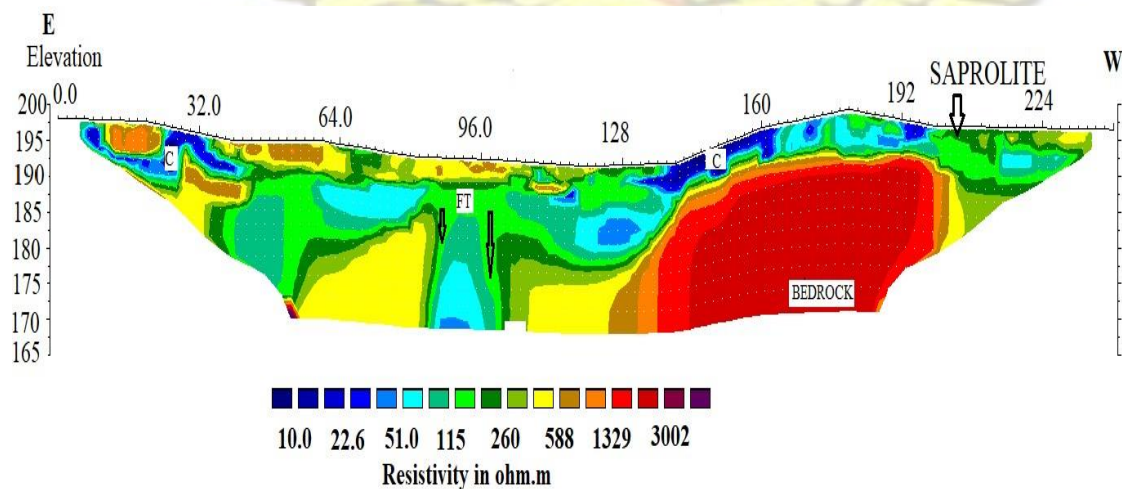 E
W
Elevation
SAPROLITE
0.0 32.0 64.0 96.0 128 160 192 224
200
195
190
185
180
175
170
165
C
C
FT
BEDROCK
10.0 22.6 51.0 115 260 588 1329 3002
Resistivity in ohm.m